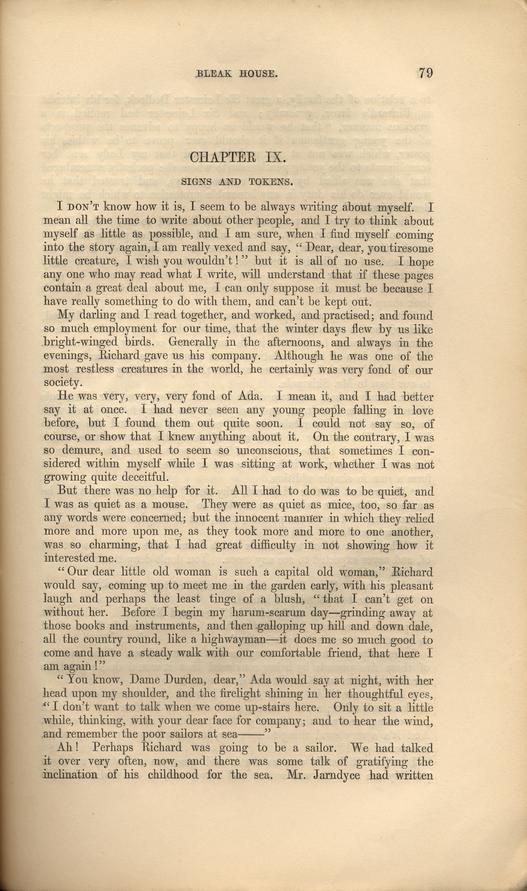 BLEAK HOUSE. 79
CHAPTER IX.
SIGNS AND TOKENS.
I DON'T know how it is, I seem to be always writing about myself. I
mean all the time to write about other people, and I try to think about
myself as little as possible, and I am sure, when I find myself coming
into the story again, I am really vexed and say, "Dear, dear, you tiresome
little creature, I wish you wouldn't!" but it is all of no use. I hope
any one who may read what I write, will understand that if these pages
contain a great deal about me, I can only suppose it must be because I
have really something to do with them, and can't be kept out.
My darling and I read together, and worked, and practised; and found
so much employment for our time, that the winter days flew by us like
bright-winged birds. Generally in the afternoons, and always in the
evenings, Richard gave us his company. Although he was one of the
most restless creatures in the world, he certainly was very fond of our
society.
He was very, very, very fond of Ada. I mean it, and I had better
say it at once. I had never seen any young people falling in love
before, but I found them out quite soon. I could not say so, of
course, or show that I knew anything about it. On the contrary, I was
so demure, and used to seem so unconscious, that sometimes I con-
sidered within myself while I was sitting at work, whether I was not
growing quite deceitful.
But there was no help for it. All I had to do was to be quiet, and
I was as quiet as a mouse. They were as quiet as mice, too, so far as
any words were concerned; but the innocent manner in which they relied
more and more upon me, as they took more and more to one another,
was so charming, that I had great difficulty in not showing how it
interested me.
"Our dear little old woman is such a capital old woman," Richard
would say, coming up to meet me in the garden early, with his pleasant
laugh and perhaps the least tinge of a blush, "that I can't get on
without her. Before I begin my harum-scarum day—grinding away at
those books and instruments, and then galloping up hill and down dale,
all the country round, like a highwayman—it does me so much good to
come and have a steady walk with our comfortable friend, that here I
am again!"
"You know, Dame Durden, dear," Ada would say at night, with her
head upon my shoulder, and the firelight shining in her thoughtful eyes,
"I don't want to talk when we come up-stairs here. Only to sit a little
while, thinking, with your dear face for company; and to hear the wind,
and remember the poor sailors at sea——"
Ah! Perhaps Richard was going to be a sailor. We had talked
it over very often, now, and there was some talk of gratifying the
inclination of his childhood for the sea. Mr. Jarndyce had written